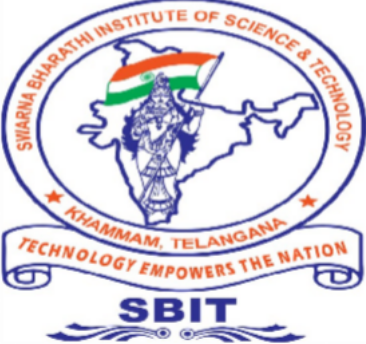 SWARNA BHARATHI INSTITUTE OF SCIENCE & TECHNOLOGY
KHAMMAM, TELANGANA
TECHNOLOGY EMPOWERS THE NATION
SBIT